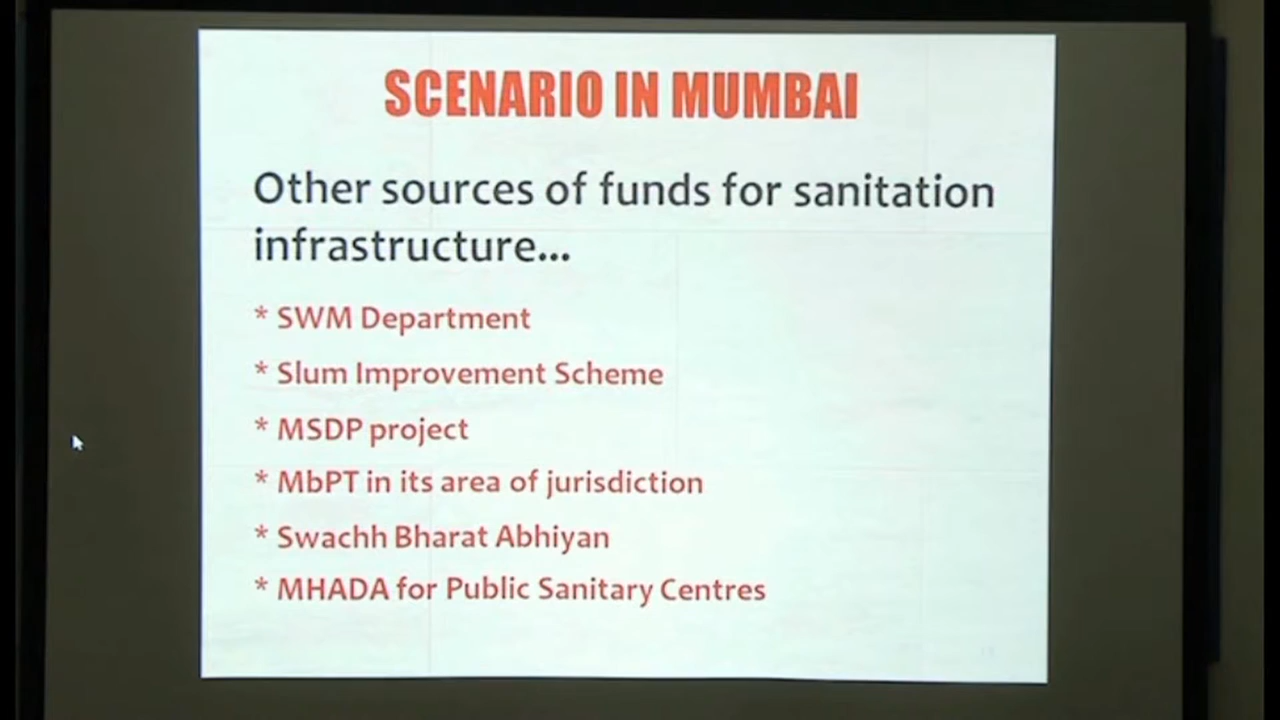 SCENARIO IN MUMBAI
Other sources of funds for sanitation
infrastructure...
* SWM Department
* Slum Improvement Scheme
* MSDP project
* MbPT in its area of jurisdiction
* Swachh Bharat Abhiyan
* MHADA for Public Sanitary Centres